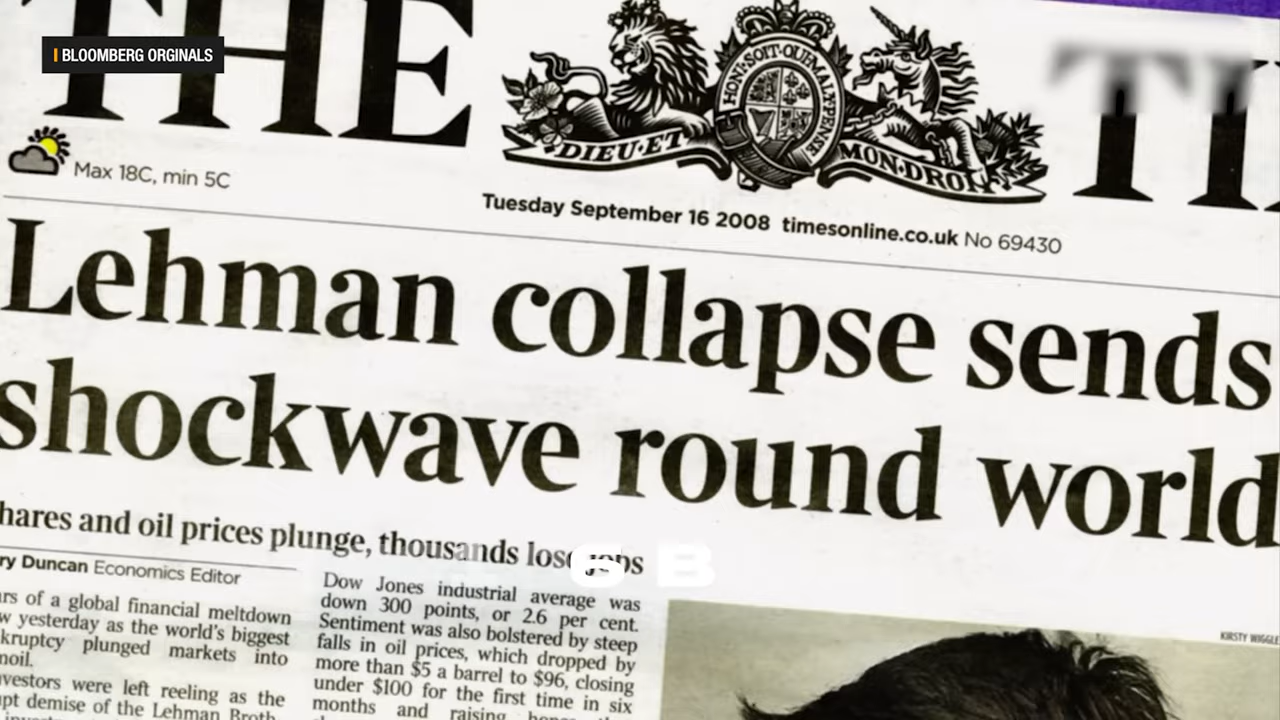 BLOOMBERG ORGINALS
THE TI
HONI·SOIT·QUI·MAL·Y·PENSE
DIEU·ET MON·DROIT
Max 18C, min 5C
Tuesday September 16 2008 timesonline.co.uk No 69430
Lehman collapse sends
shockwave round world
hares and oil prices plunge, thousands lose jobs
ry Duncan Economics Editor
rs of a global financial meltdown
w yesterday as the world's biggest
kruptcy plunged markets into
moil.
vestors were left reeling as the
pt demise of the Lehman Broth
Dow Jones industrial average was
down 300 points, or 2.6 per cent.
Sentiment was also bolstered by steep
falls in oil prices, which dropped by
more than $5 a barrel to $96, closing
under $100 for the first time in six
months and raising
KIRSTY WIGGLE